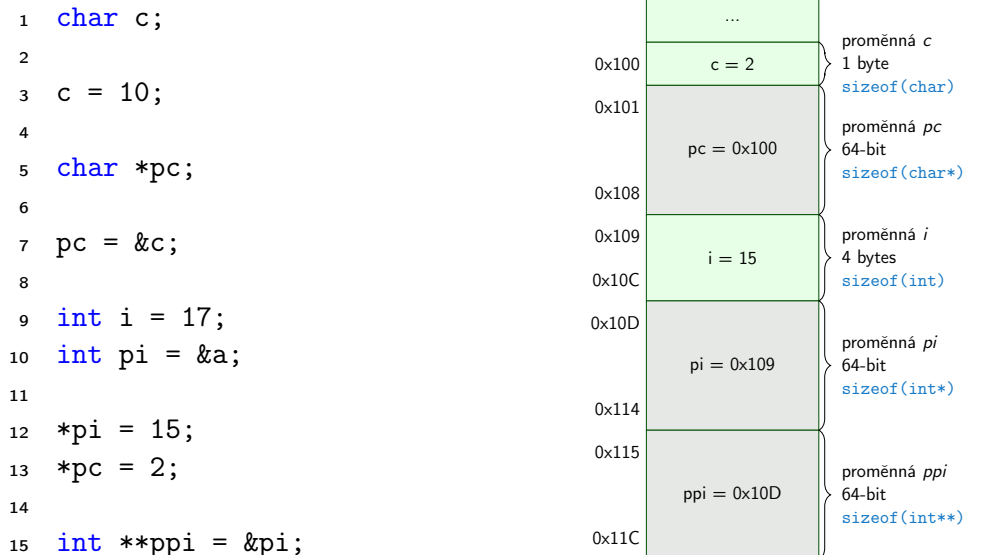 1 char c;
2
3 c = 10;
4
5 char *pc;
6
7 pc = &c;
8
9 int i = 17;
10 int pi = &a;
11
12 *pi = 15;
13 *pc = 2;
14
15 int **ppi = &pi;
...
0x100
c = 2
proměnná c
1 byte
sizeof(char)
0x101
pc = 0x100
0x108
proměnná pc
64-bit
sizeof(char*)
0x109
i = 15
0x10C
proměnná i
4 bytes
sizeof(int)
0x10D
pi = 0x109
0x114
proměnná pi
64-bit
sizeof(int*)
0x115
ppi = 0x10D
0x11C
proměnná ppi
64-bit
sizeof(int**)